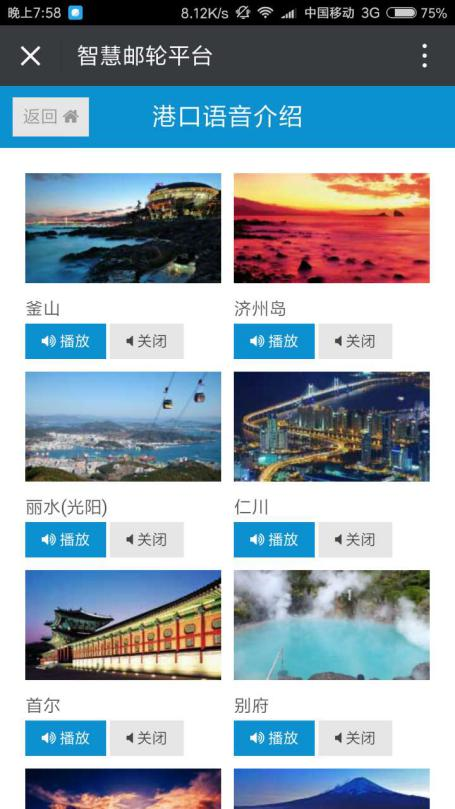 晚上7:58 8.12K/s 中国移动 3G 75%
智慧邮轮平台
返回 港口语音介绍
釜山 济州岛
播放 关闭 播放 关闭
丽水(光阳) 仁川
播放 关闭 播放 关闭
首尔 别府
播放 关闭 播放 关闭